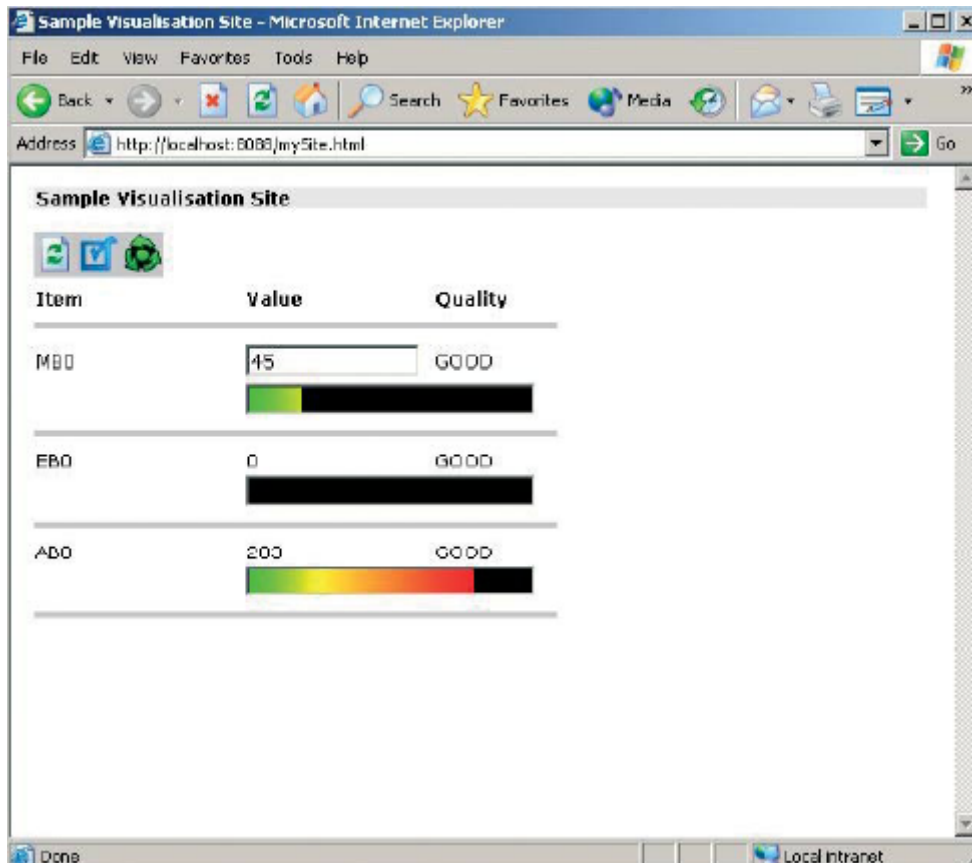 Sample Visualisation Site - Microsoft Internet Explorer
File Edit View Favorites Tools Help
Back Search Favorites Media
Address http://localhost:8088/mySite.html Go
Sample Visualisation Site
Item Value Quality
MB0 45 GOOD
EB0 0 GOOD
AB0 200 GOOD
Done Local intranet